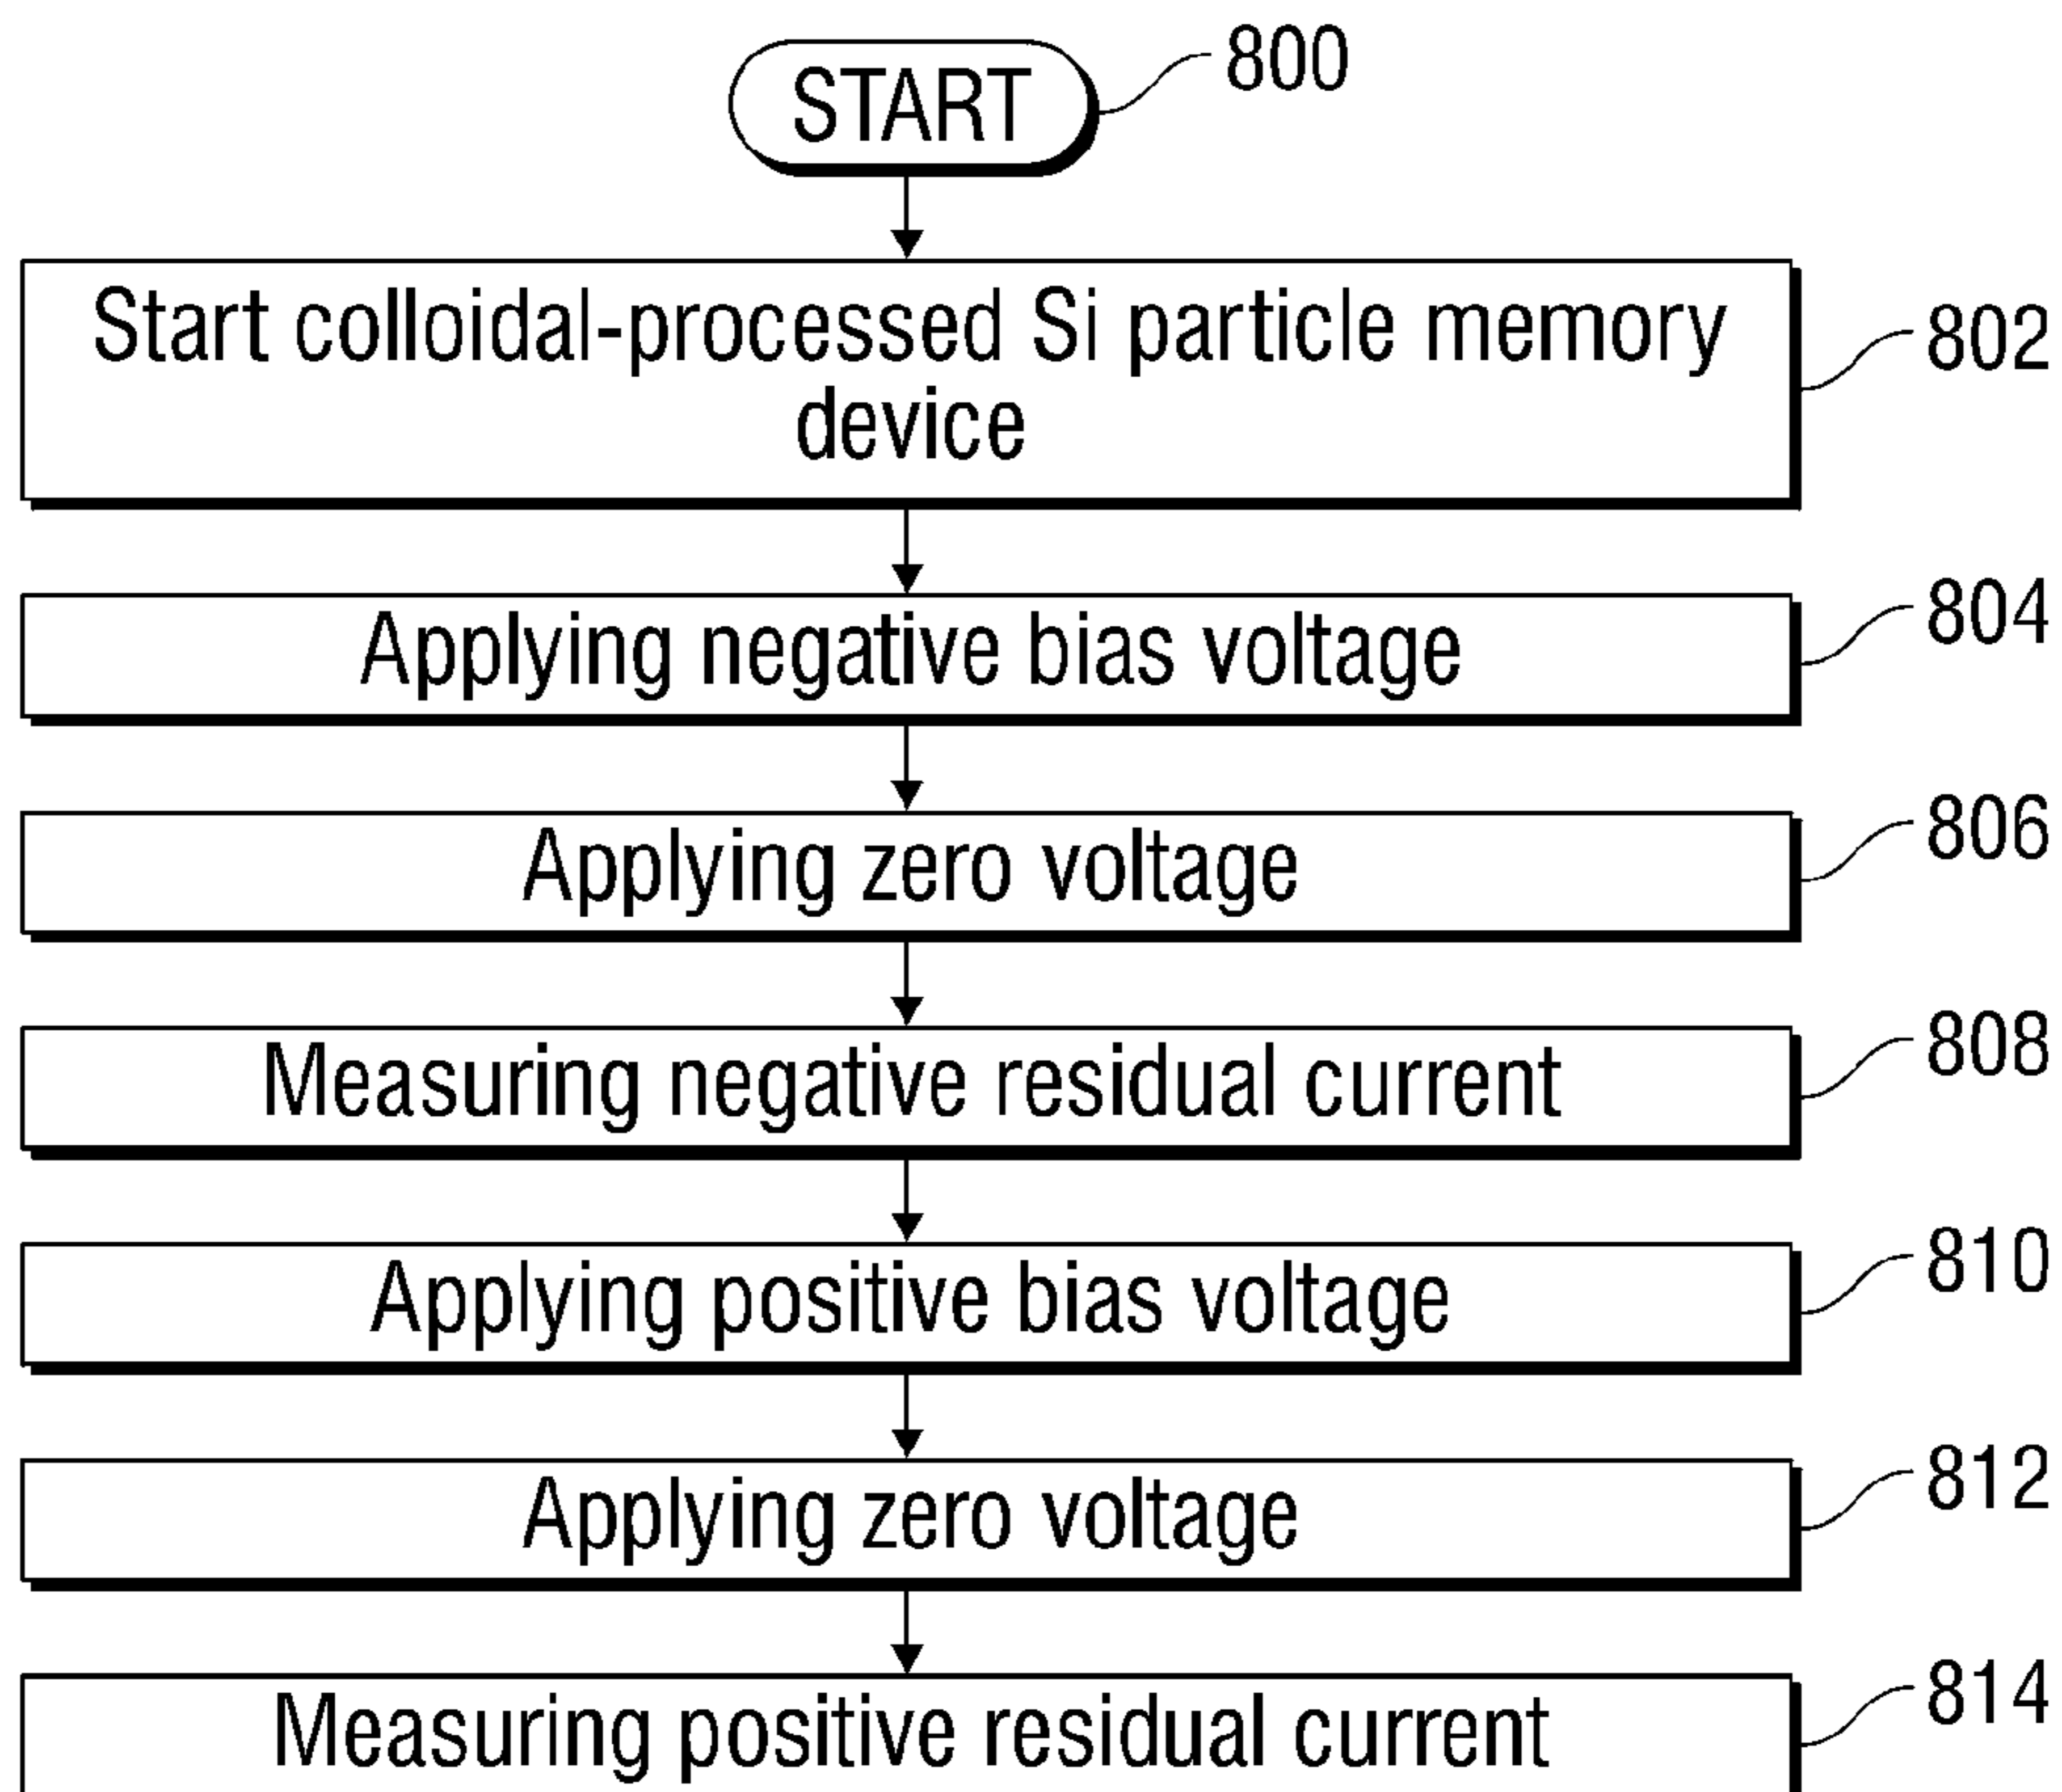 START
800
Start colloidal-processed Si particle memory
device
802
Applying negative bias voltage
804
Applying zero voltage
806
Measuring negative residual current
808
Applying positive bias voltage
810
Applying zero voltage
812
Measuring positive residual current
814